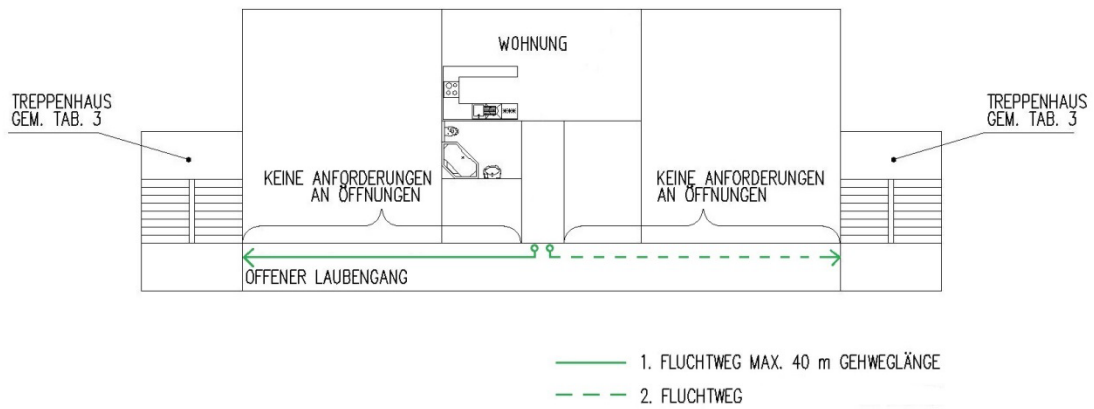 WOHNUNG
TREPPENHAUS
GEM. TAB. 3
TREPPENHAUS
GEM. TAB. 3
KEINE ANFORDERUNGEN
AN ÖFFNUNGEN
KEINE ANFORDERUNGEN
AN ÖFFNUNGEN
OFFENER LAUBENGANG
1. FLUCHTWEG MAX. 40 m GEHWEGLÄNGE
2. FLUCHTWEG